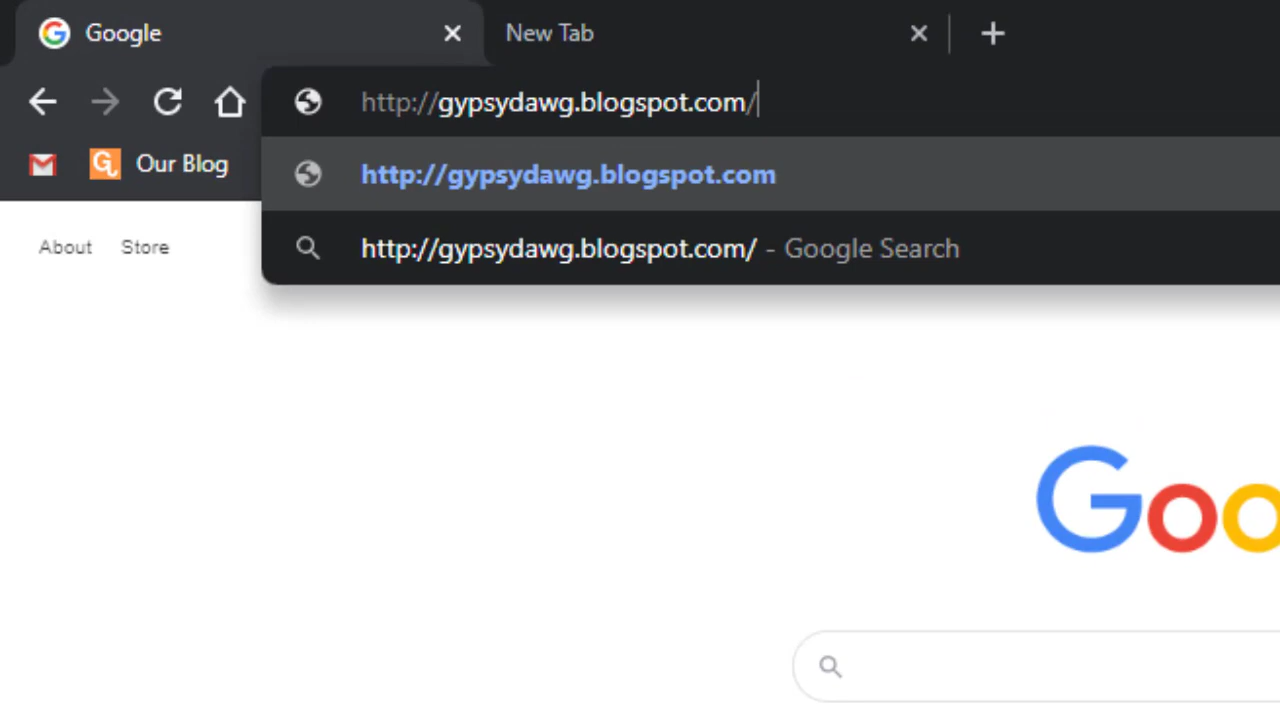 Google
New Tab
http://gypsydawg.blogspot.com/
Our Blog
http://gypsydawg.blogspot.com
http://gypsydawg.blogspot.com/ - Google Search
About Store
Goo